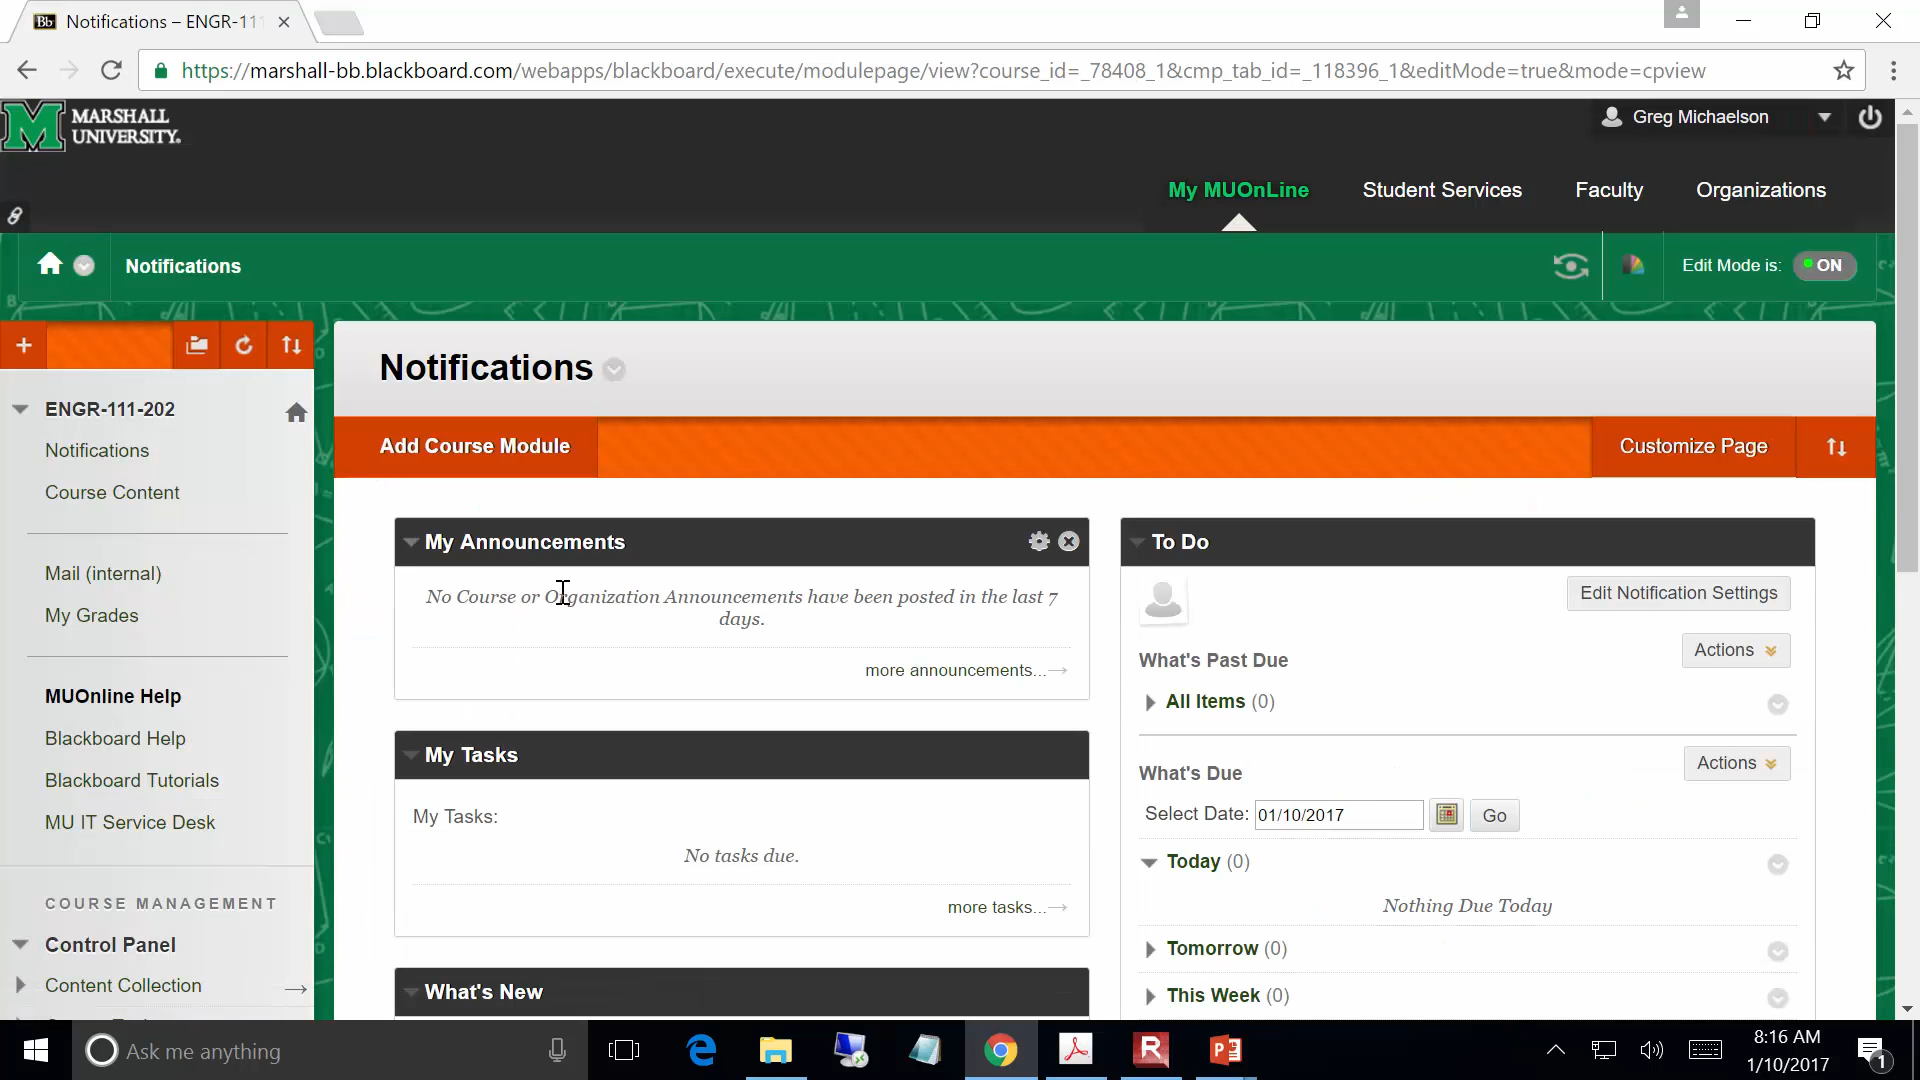 Bb Notifications – ENGR-111
https://marshall-bb.blackboard.com/webapps/blackboard/execute/modulepage/view?course_id=_78408_1&cmp_tab_id=_118396_1&editMode=true&mode=cpview
M MARSHALL
UNIVERSITY.
Greg Michaelson
My MUOnLine Student Services Faculty Organizations
Notifications
Edit Mode is: ON
ENGR-111-202
Notifications
Course Content
Mail (internal)
My Grades
MUOnline Help
Blackboard Help
Blackboard Tutorials
MU IT Service Desk
COURSE MANAGEMENT
Control Panel
Content Collection
Notifications
Add Course Module
Customize Page
My Announcements
No Course or Organization Announcements have been posted in the last 7
days.
more announcements...
My Tasks
My Tasks:
No tasks due.
more tasks...
What's New
To Do
Edit Notification Settings
What's Past Due
Actions
All Items (0)
What's Due
Actions
Select Date: 01/10/2017 Go
Today (0)
Nothing Due Today
Tomorrow (0)
This Week (0)
Ask me anything
8:16 AM
1/10/2017
1